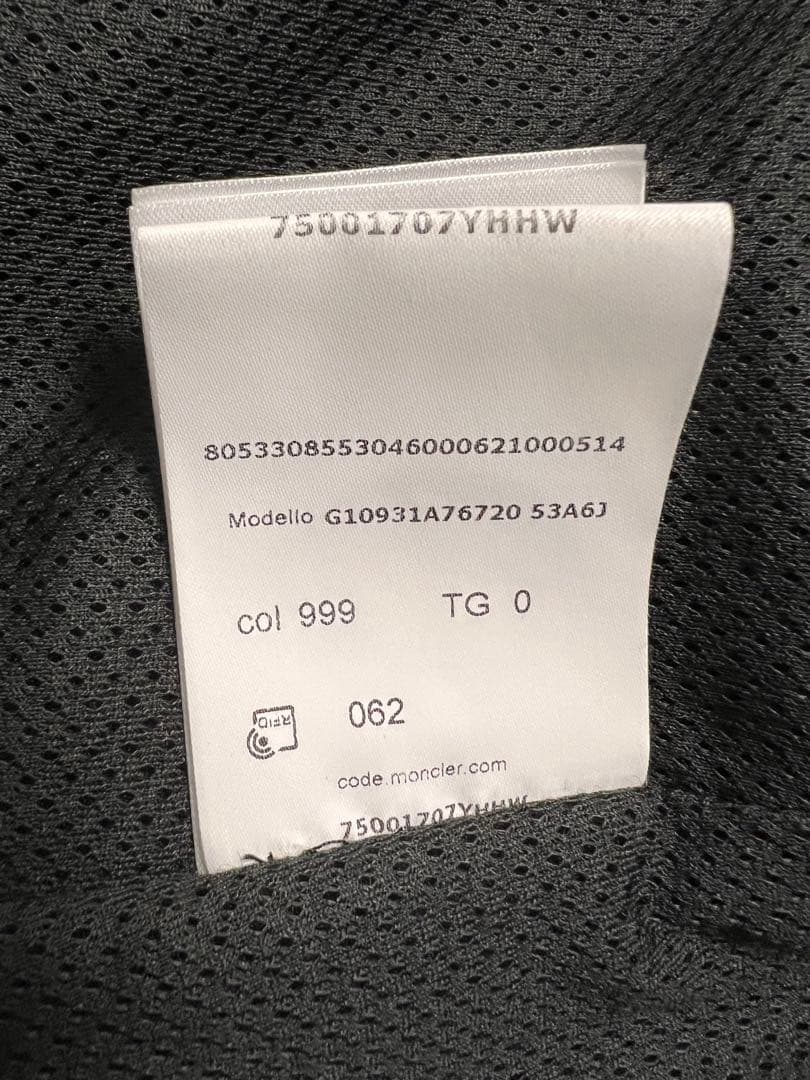 75001707YHHW
8053308553046000621000514
Modello G10931A76720 53A6J
col 999 TG 0
RFID 062
code.moncler.com
75001707YHHW